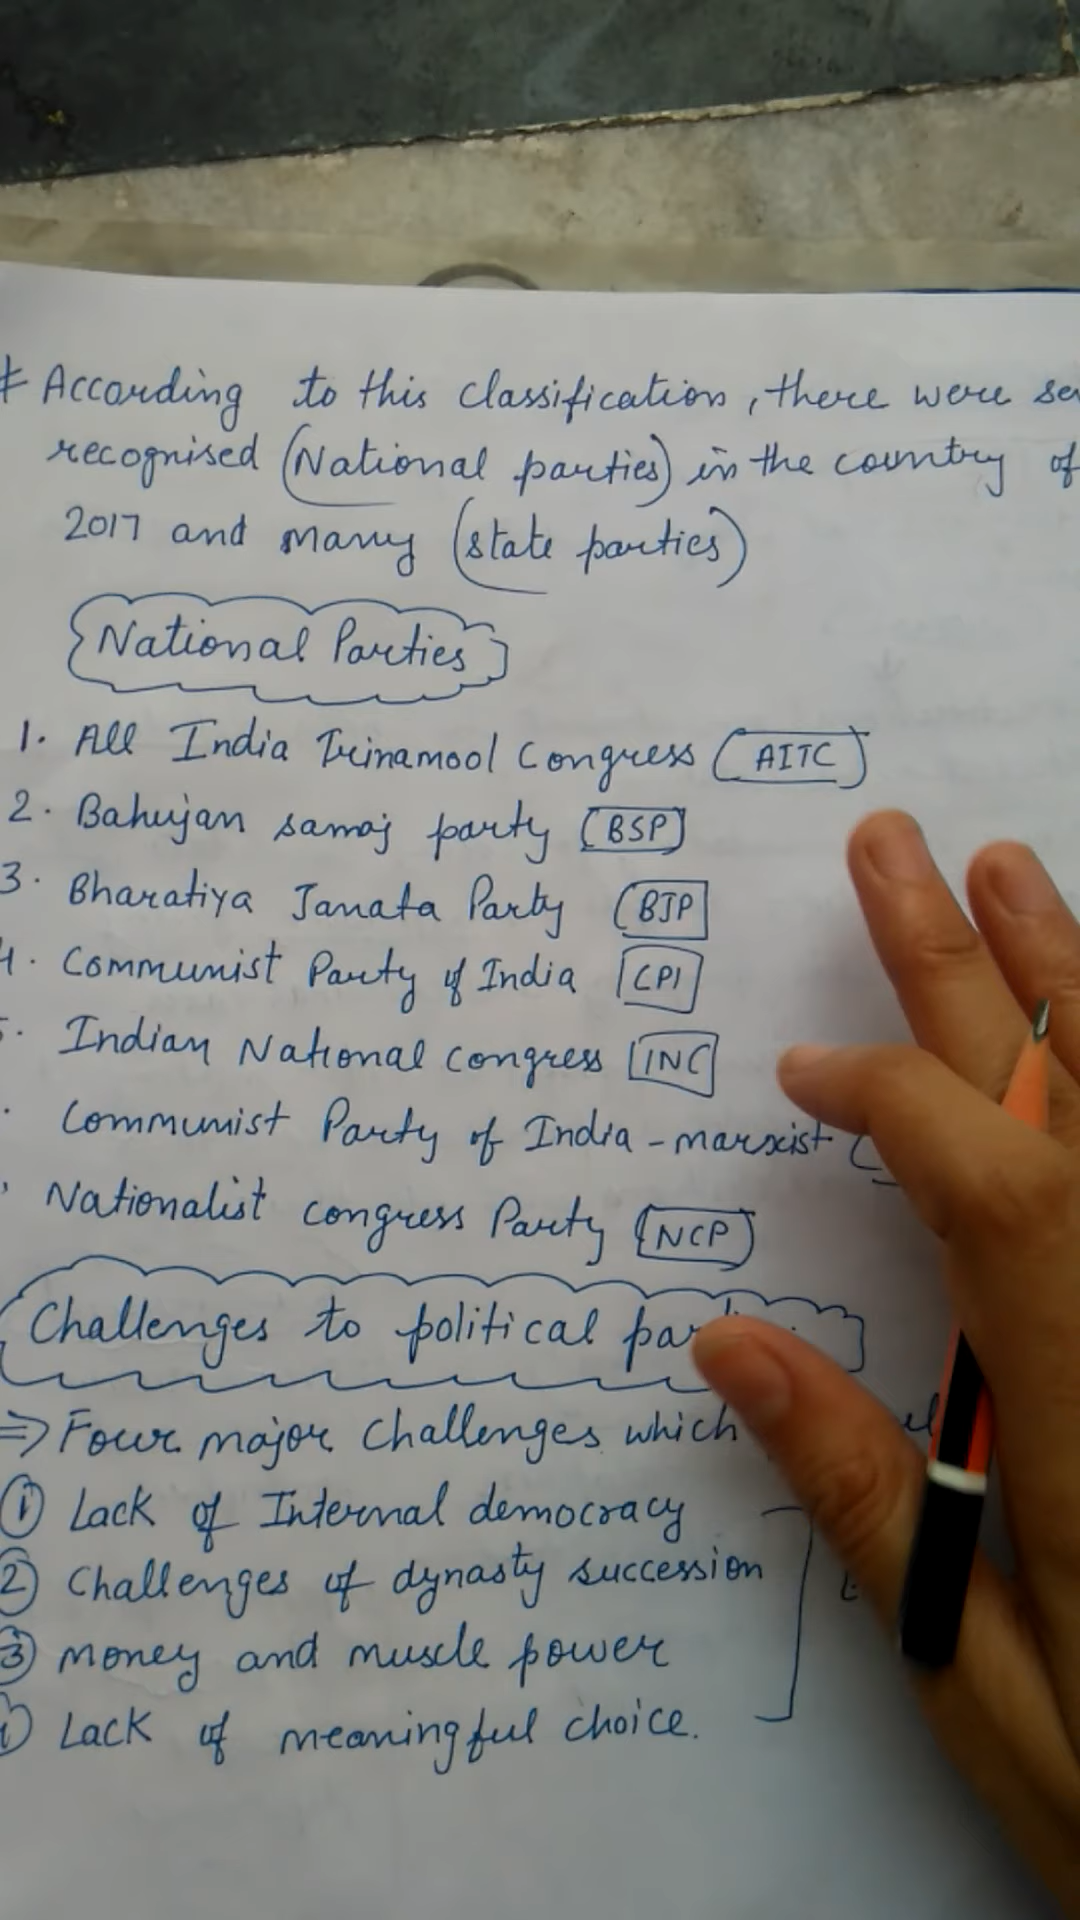 * According to this classification, there were
recognised (National parties) in the country of
2017 and many (state parties)
National Parties
1. All India Trinamool Congress (AITC)
2. Bahujan samaj party [BSP]
3. Bharatiya Janata Party (BJP]
4. Communist Party of India [CPI]
5. Indian National congress [INC]
Communist Party of India - marxist (
Nationalist congress Party [NCP)
Challenges to political
=> Four major challenges which
① Lack of Internal democracy
② Challenges of dynasty succession
③ Money and muscle power
Lack of meaningful choice.